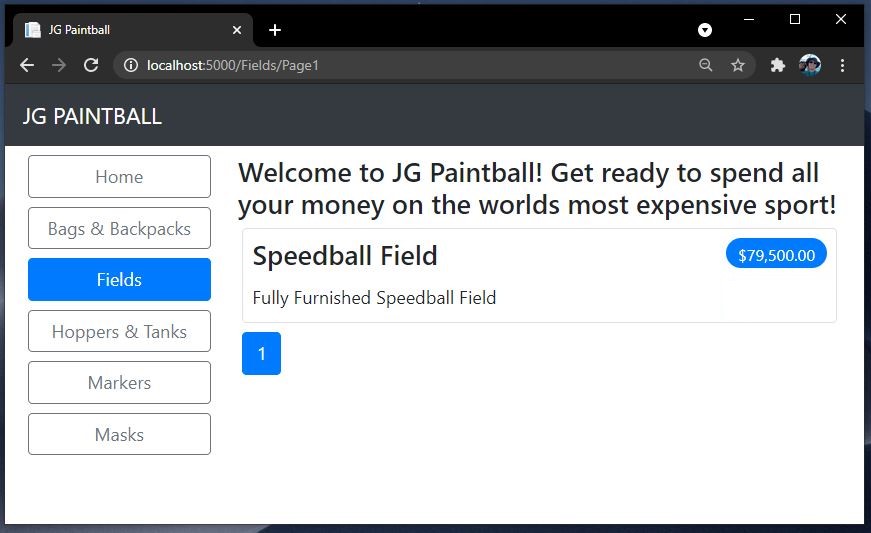 JG Paintball
localhost:5000/Fields/Page1
JG PAINTBALL
Home
Bags & Backpacks
Fields
Hoppers & Tanks
Markers
Masks
Welcome to JG Paintball! Get ready to spend all
your money on the worlds most expensive sport!
Speedball Field
$79,500.00
Fully Furnished Speedball Field
1